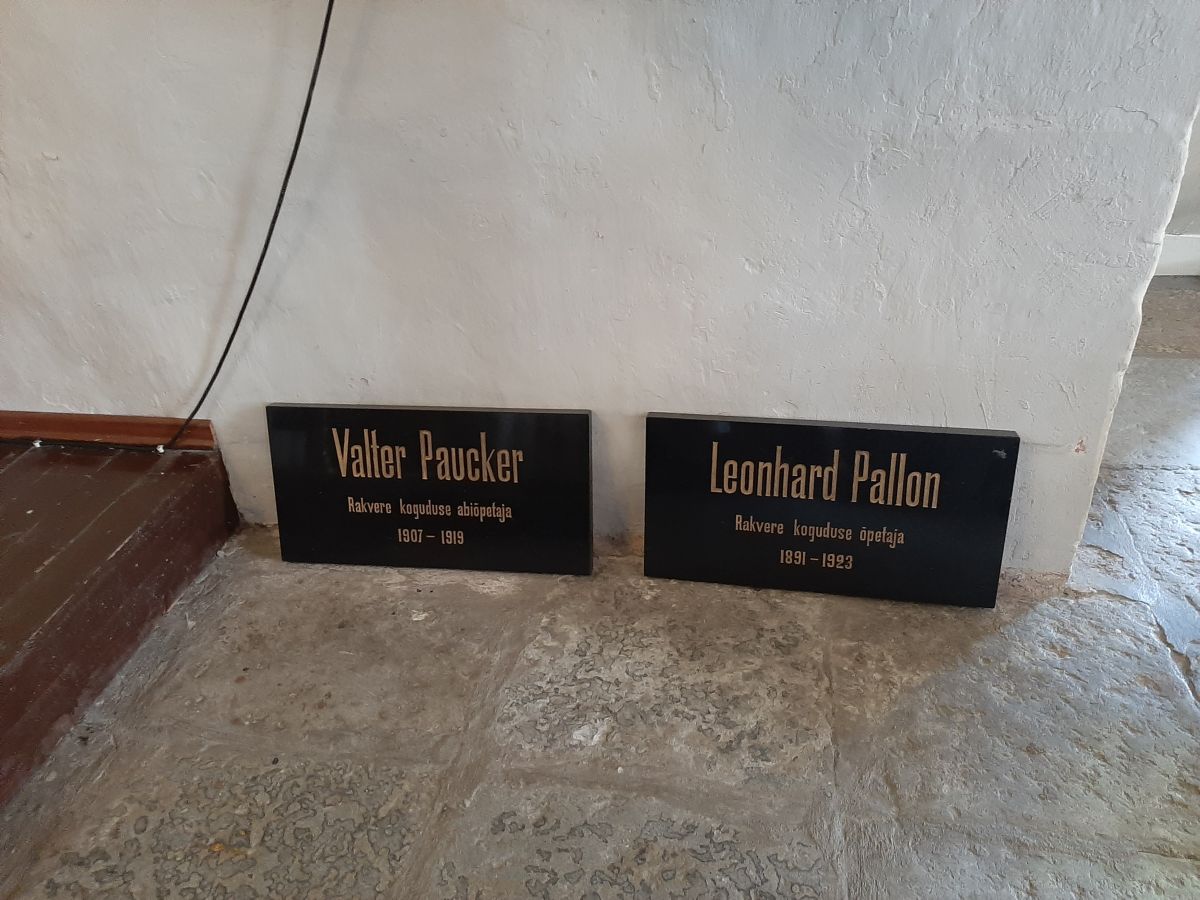 Valter Paucker
Rakvere koguduse abiõpetaja
1907 – 1919
Leonhard Pallon
Rakvere koguduse õpetaja
1891 – 1923